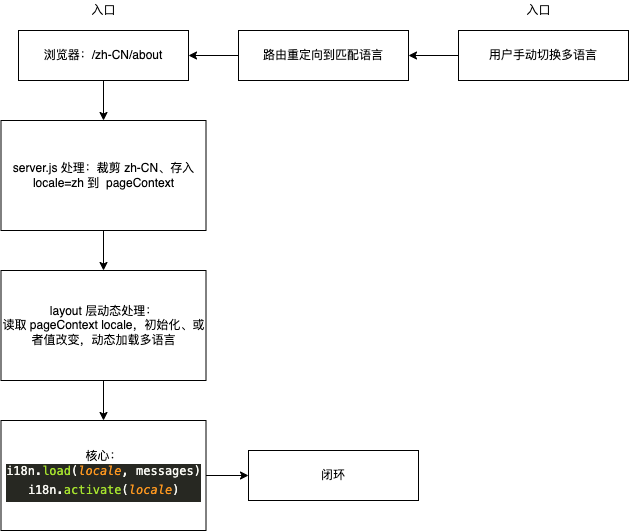 入口
入口
浏览器：/zh-CN/about
路由重定向到匹配语言
用户手动切换多语言
server.js 处理：裁剪 zh-CN、存入
locale=zh 到 pageContext
layout 层动态处理：
读取 pageContext locale，初始化、或
者值改变，动态加载多语言
核心：
i18n.load(locale, messages)
i18n.activate(locale)
闭环